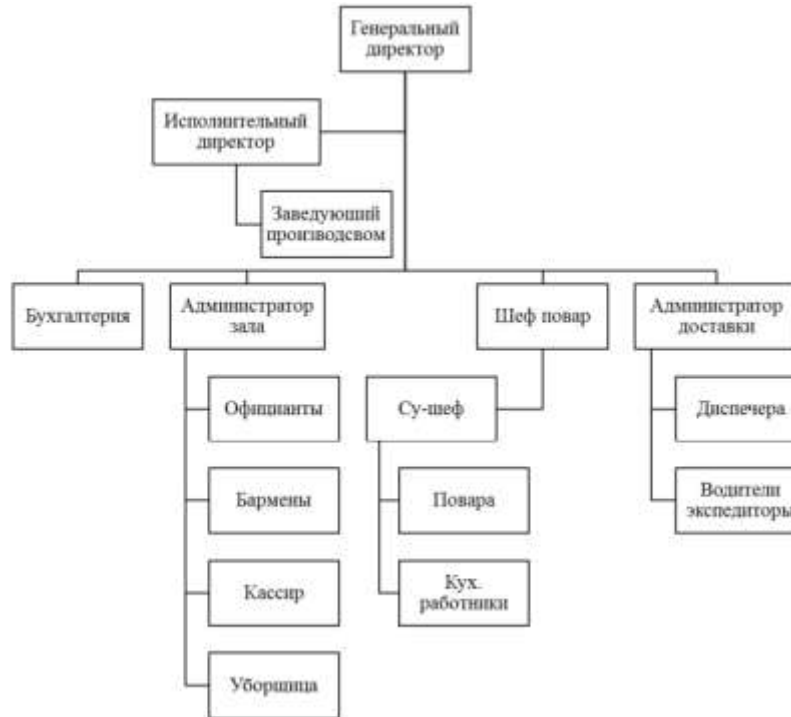 Генеральный
директор
Исполнительный
директор
Заведующий
производсвом
Бухгалтерия
Администратор
зала
Шеф повар
Администратор
доставки
Официанты
Су-шеф
Диспечера
Бармены
Повара
Водители
экспедиторы
Кассир
Кух.
работники
Уборщица